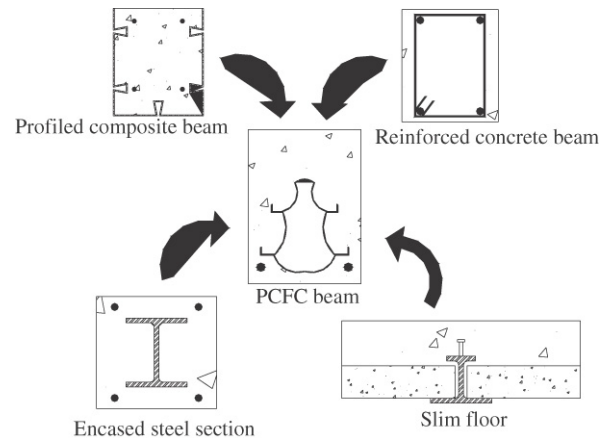 Profiled composite beam
Reinforced concrete beam
PCFC beam
Encased steel section
Slim floor